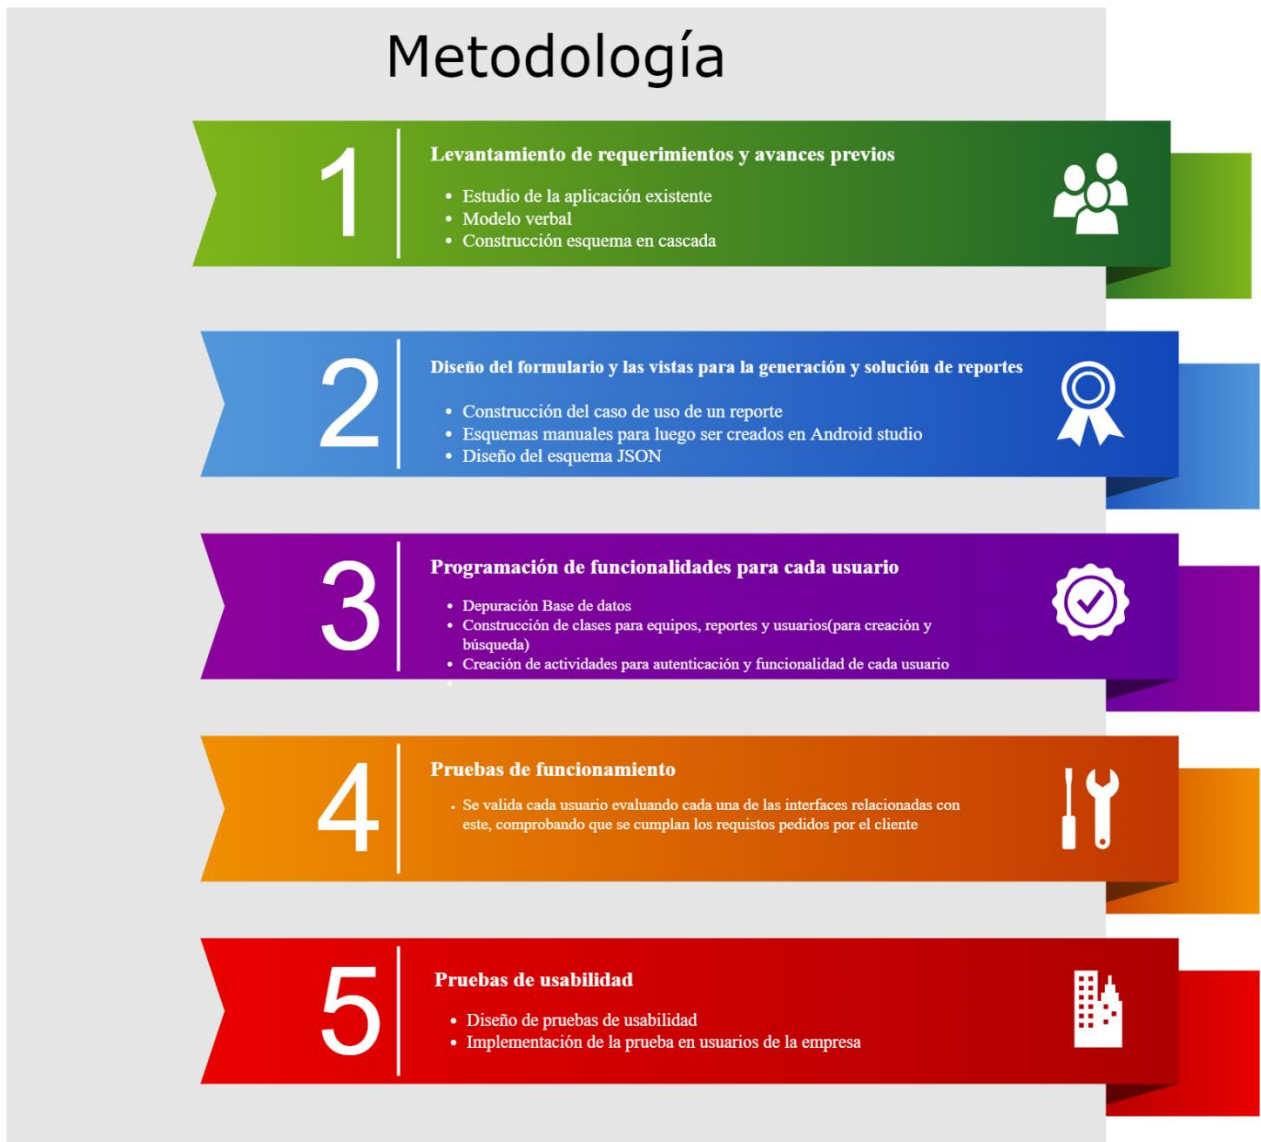 Metodología
1
Levantamiento de requerimientos y avances previos
• Estudio de la aplicación existente
• Modelo verbal
• Construcción esquema en cascada
2
Diseño del formulario y las vistas para la generación y solución de reportes
• Construcción del caso de uso de un reporte
• Esquemas manuales para luego ser creados en Android studio
• Diseño del esquema JSON
3
Programación de funcionalidades para cada usuario
• Depuración Base de datos
• Construcción de clases para equipos, reportes y usuarios(para creación y
búsqueda)
• Creación de actividades para autenticación y funcionalidad de cada usuario
4
Pruebas de funcionamiento
• Se valida cada usuario evaluando cada una de las interfaces relacionadas con
este, comprobando que se cumplan los requistos pedidos por el cliente
5
Pruebas de usabilidad
• Diseño de pruebas de usabilidad
• Implementación de la prueba en usuarios de la empresa